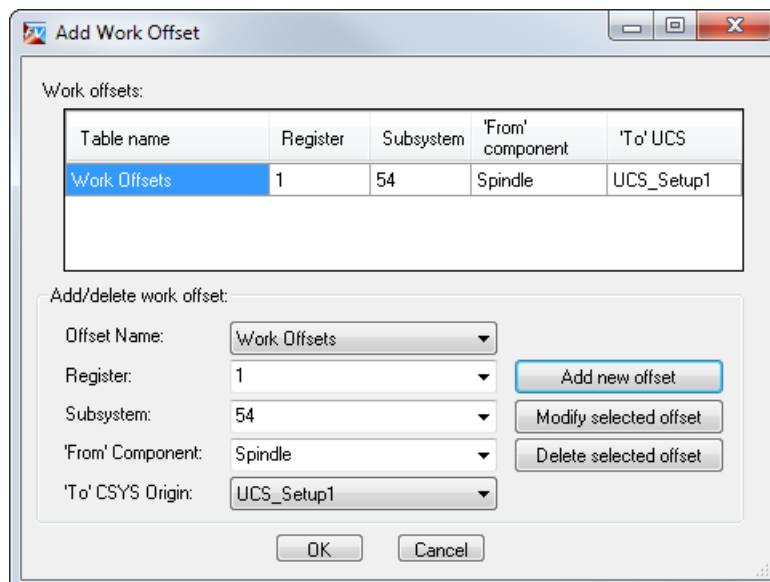 Add Work Offset
Work offsets:
Table name Register Subsystem 'From' component 'To' UCS
Work Offsets 1 54 Spindle UCS_Setup1
Add/delete work offset:
Offset Name: Work Offsets
Register: 1 Add new offset
Subsystem: 54 Modify selected offset
'From' Component: Spindle Delete selected offset
'To' CSYS Origin: UCS_Setup1
OK Cancel